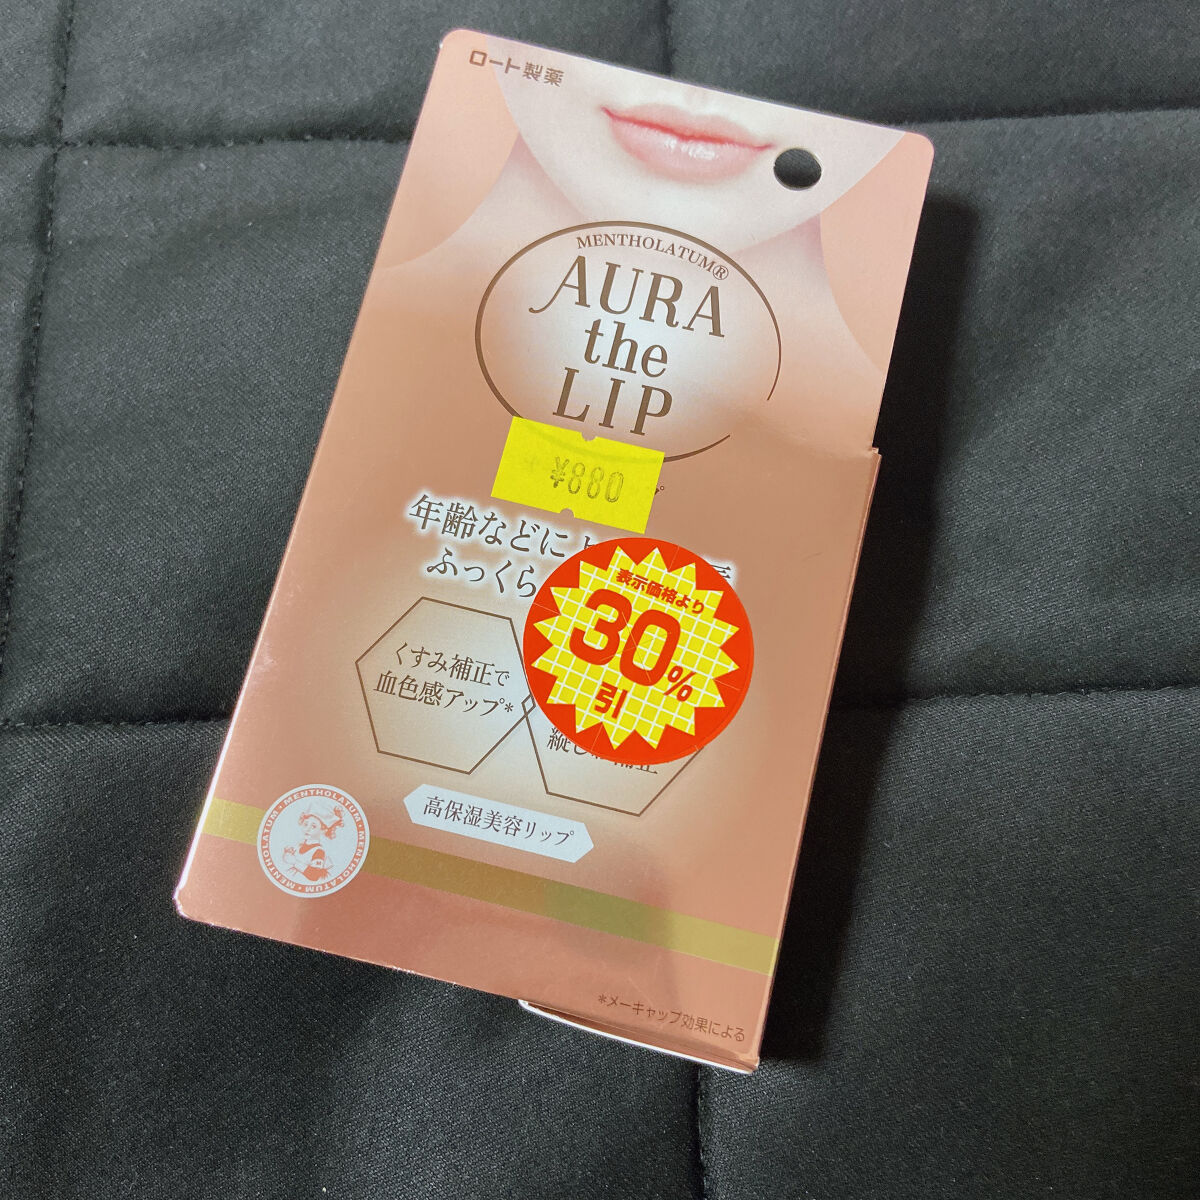 ロート製薬
MENTHOLATUM®
AURA
the
LIP
¥880
年齢などに
ふっくら
表示価格より
30%
引
くすみ補正で
血色感アップ*
高保湿美容リップ
MENTHOLATUM・MENTHOLATUM・MENTHOLATUM
*メーキャップ効果による